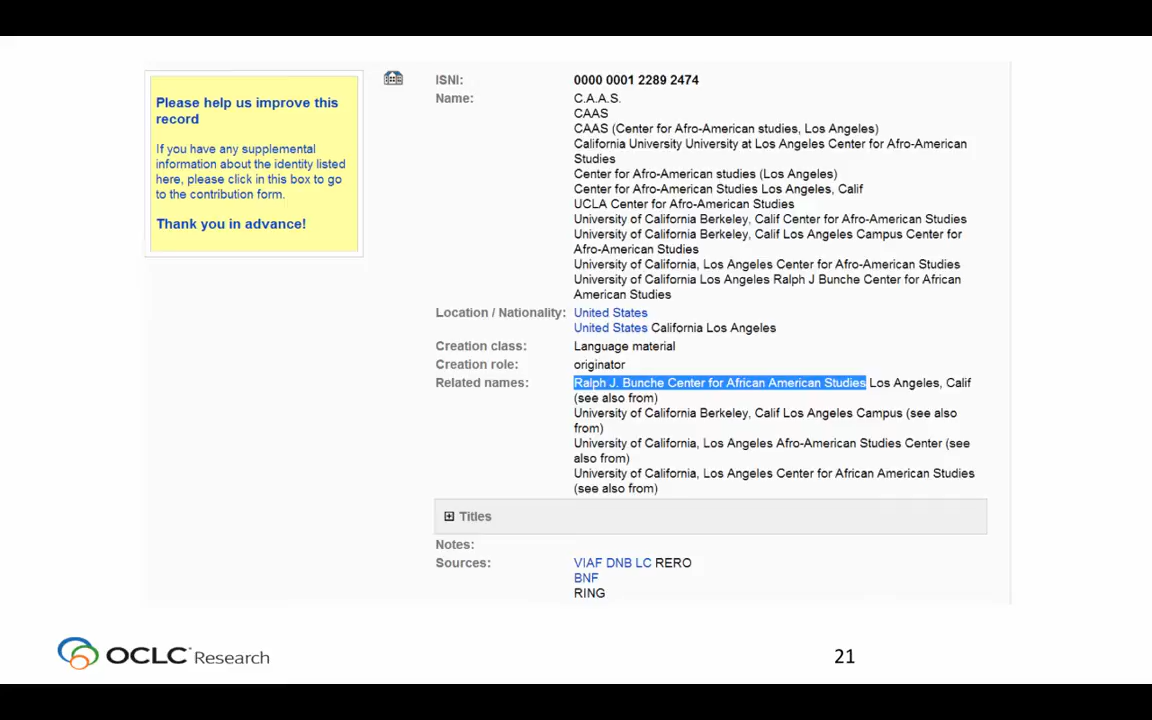 Please help us improve this
record
If you have any supplemental
information about the identity listed
here, please click in this box to go
to the contribution form.
Thank you in advance!
ISNI: 0000 0001 2289 2474
Name: C.A.A.S.
CAAS
CAAS (Center for Afro-American studies, Los Angeles)
California University University at Los Angeles Center for Afro-American
Studies
Center for Afro-American studies (Los Angeles)
Center for Afro-American Studies Los Angeles, Calif
UCLA Center for Afro-American Studies
University of California Berkeley, Calif Center for Afro-American Studies
University of California Berkeley, Calif Los Angeles Campus Center for
Afro-American Studies
University of California, Los Angeles Center for Afro-American Studies
University of California Los Angeles Ralph J Bunche Center for African
American Studies
Location / Nationality: United States
United States California Los Angeles
Creation class: Language material
Creation role: originator
Related names: Ralph J. Bunche Center for African American Studies Los Angeles, Calif
(see also from)
University of California Berkeley, Calif Los Angeles Campus (see also
from)
University of California, Los Angeles Afro-American Studies Center (see
also from)
University of California, Los Angeles Center for African American Studies
(see also from)
Titles
Notes:
Sources: VIAF DNB LC RERO
BNF
RING
OCLC Research
21